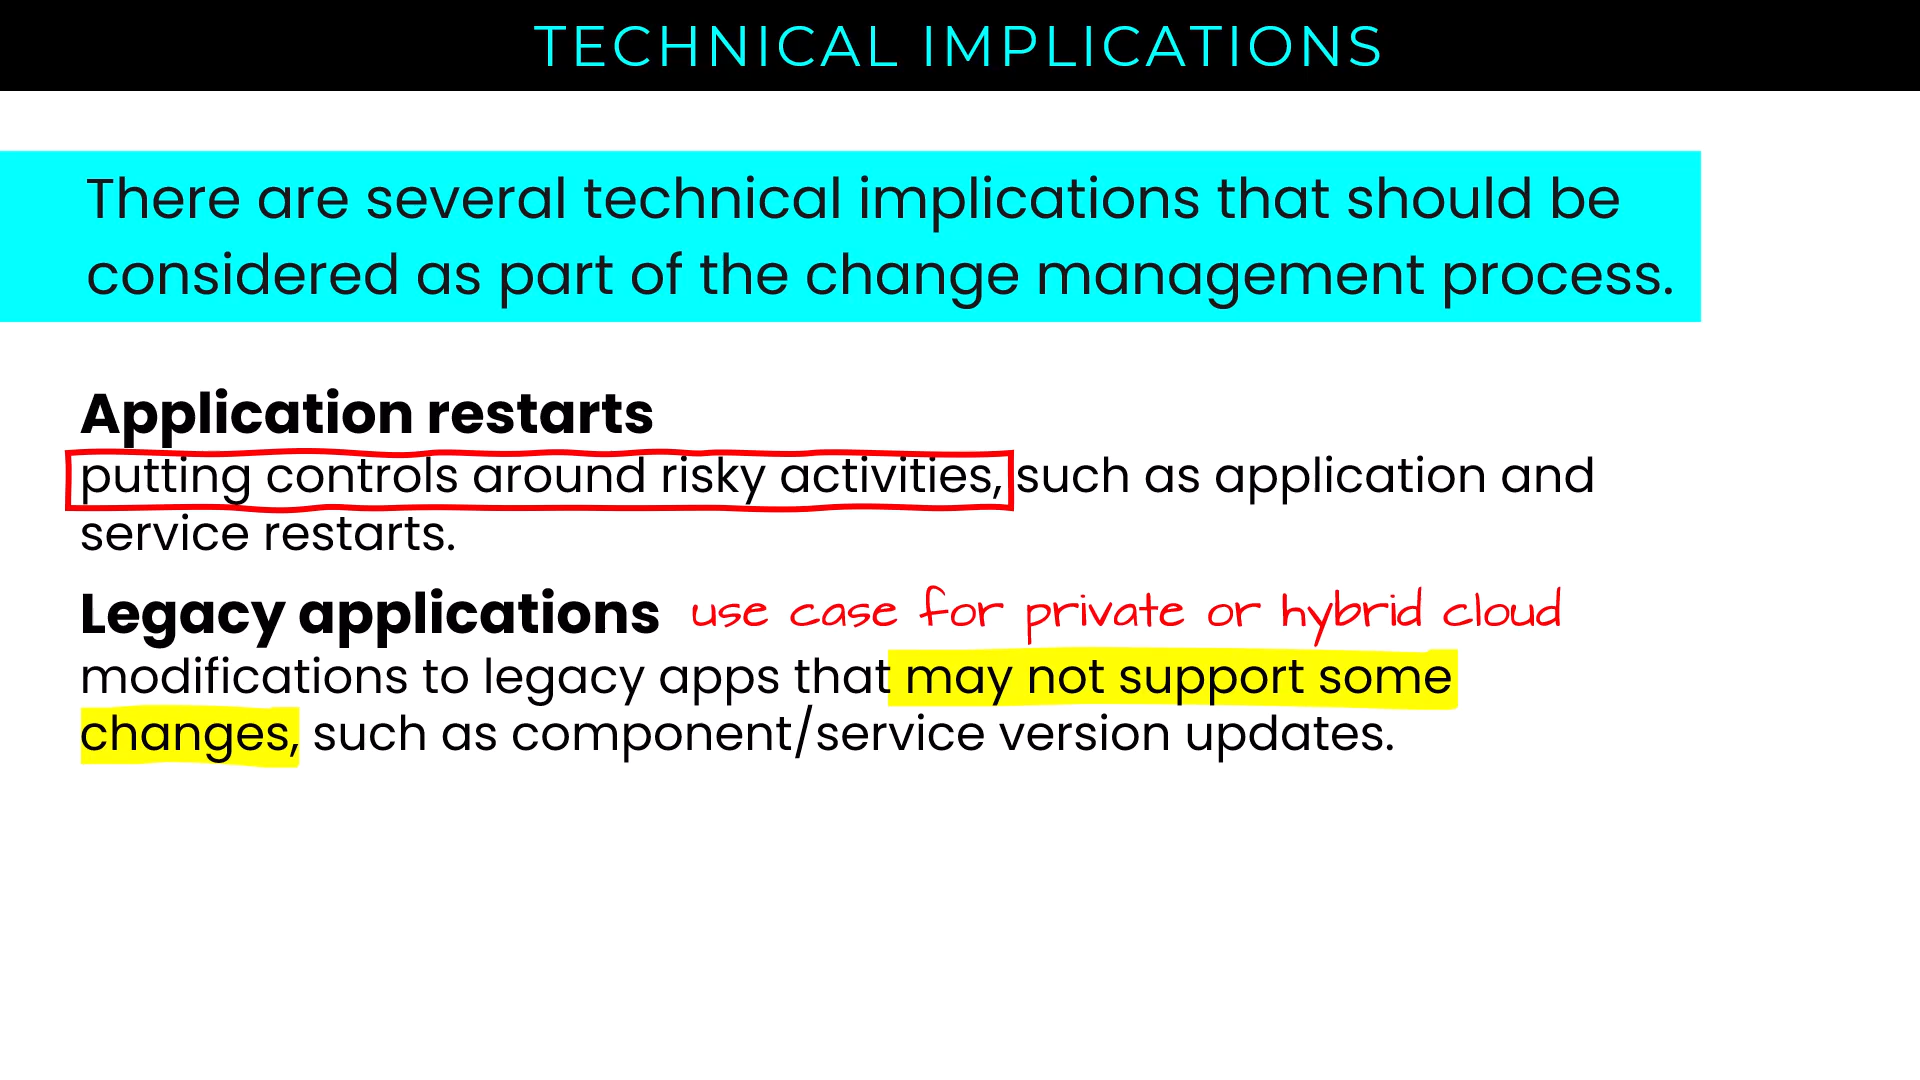 TECHNICAL IMPLICATIONS
There are several technical implications that should be
considered as part of the change management process.
Application restarts
putting controls around risky activities, such as application and
service restarts.
Legacy applications use case for private or hybrid cloud
modifications to legacy apps that may not support some
changes, such as component/service version updates.